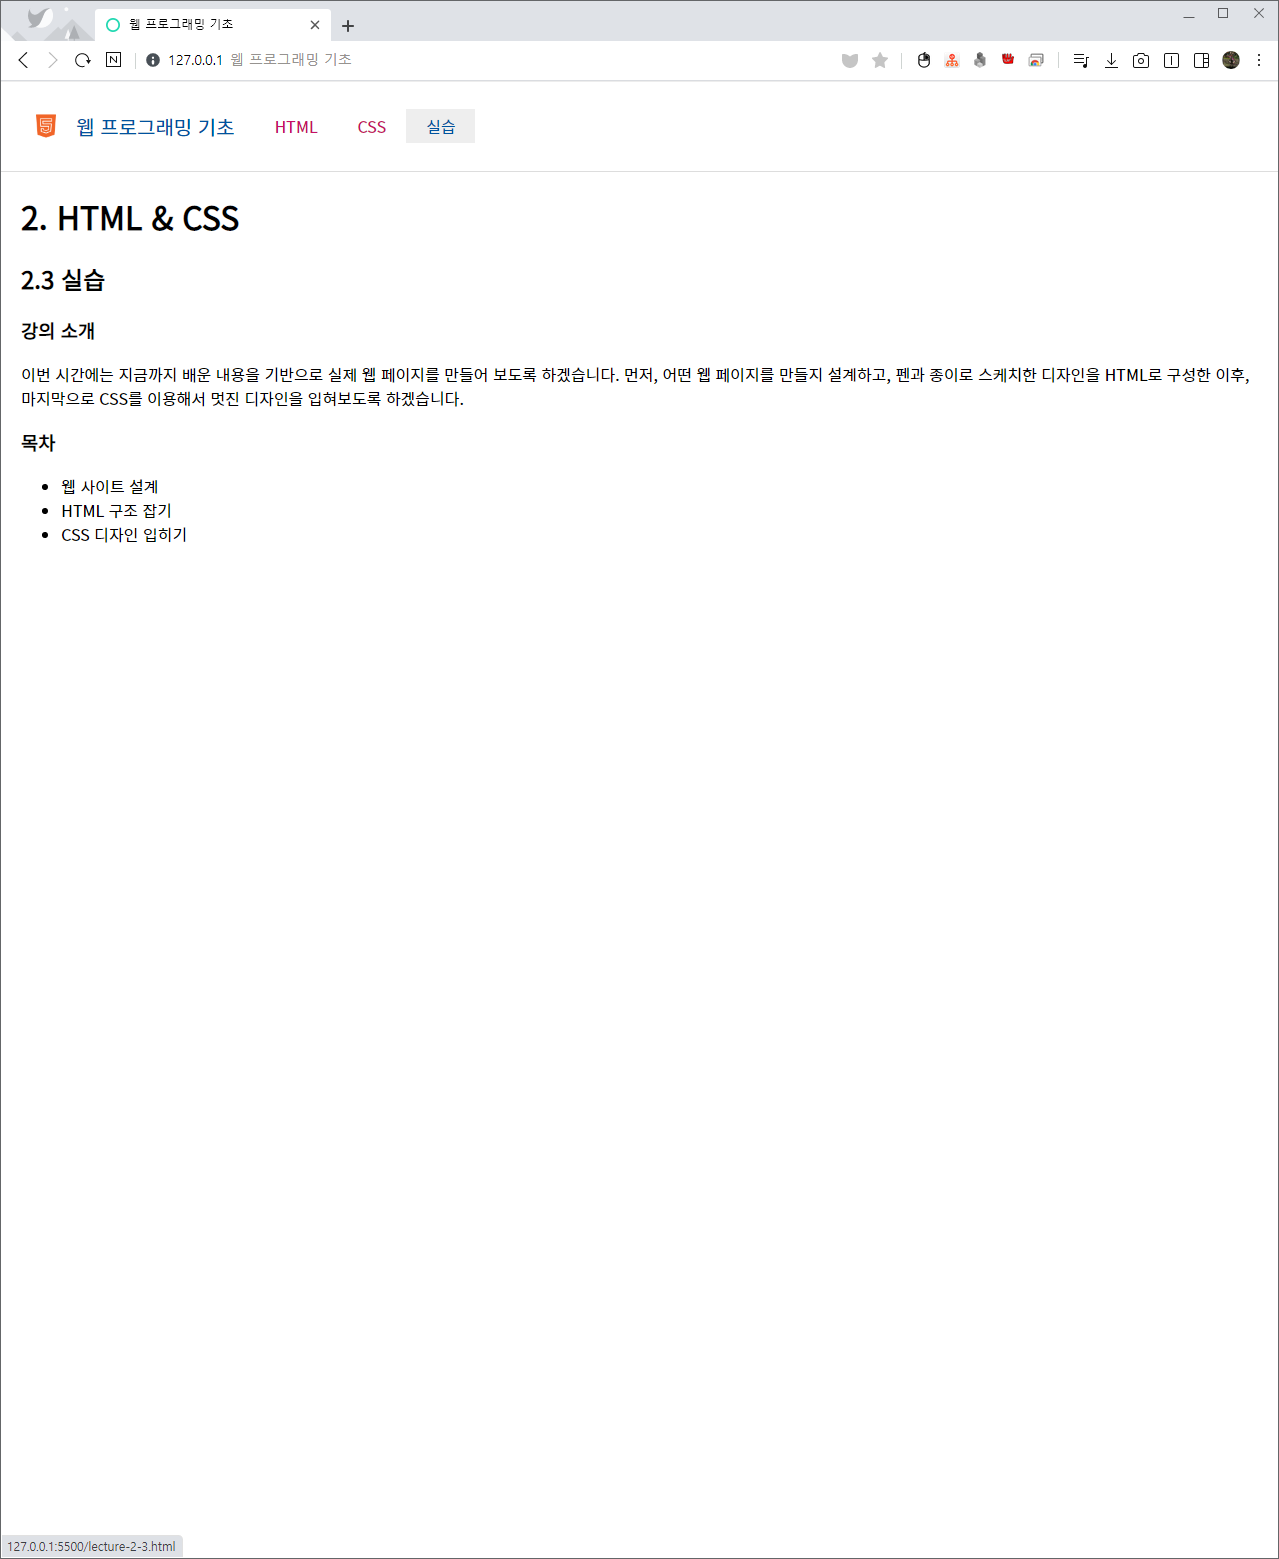 웹 프로그래밍 기초
N
127.0.0.1 웹 프로그래밍 기초
5 웹 프로그래밍 기초 HTML CSS 실습
2. HTML & CSS
2.3 실습
강의 소개
이번 시간에는 지금까지 배운 내용을 기반으로 실제 웹 페이지를 만들어 보도록 하겠습니다. 먼저, 어떤 웹 페이지를 만들지 설계하고, 펜과 종이로 스케치한 디자인을 HTML로 구성한 이후,
마지막으로 CSS를 이용해서 멋진 디자인을 입혀보도록 하겠습니다.
목차
• 웹 사이트 설계
• HTML 구조 잡기
• CSS 디자인 입히기
127.0.0.1:5500/lecture-2-3.html